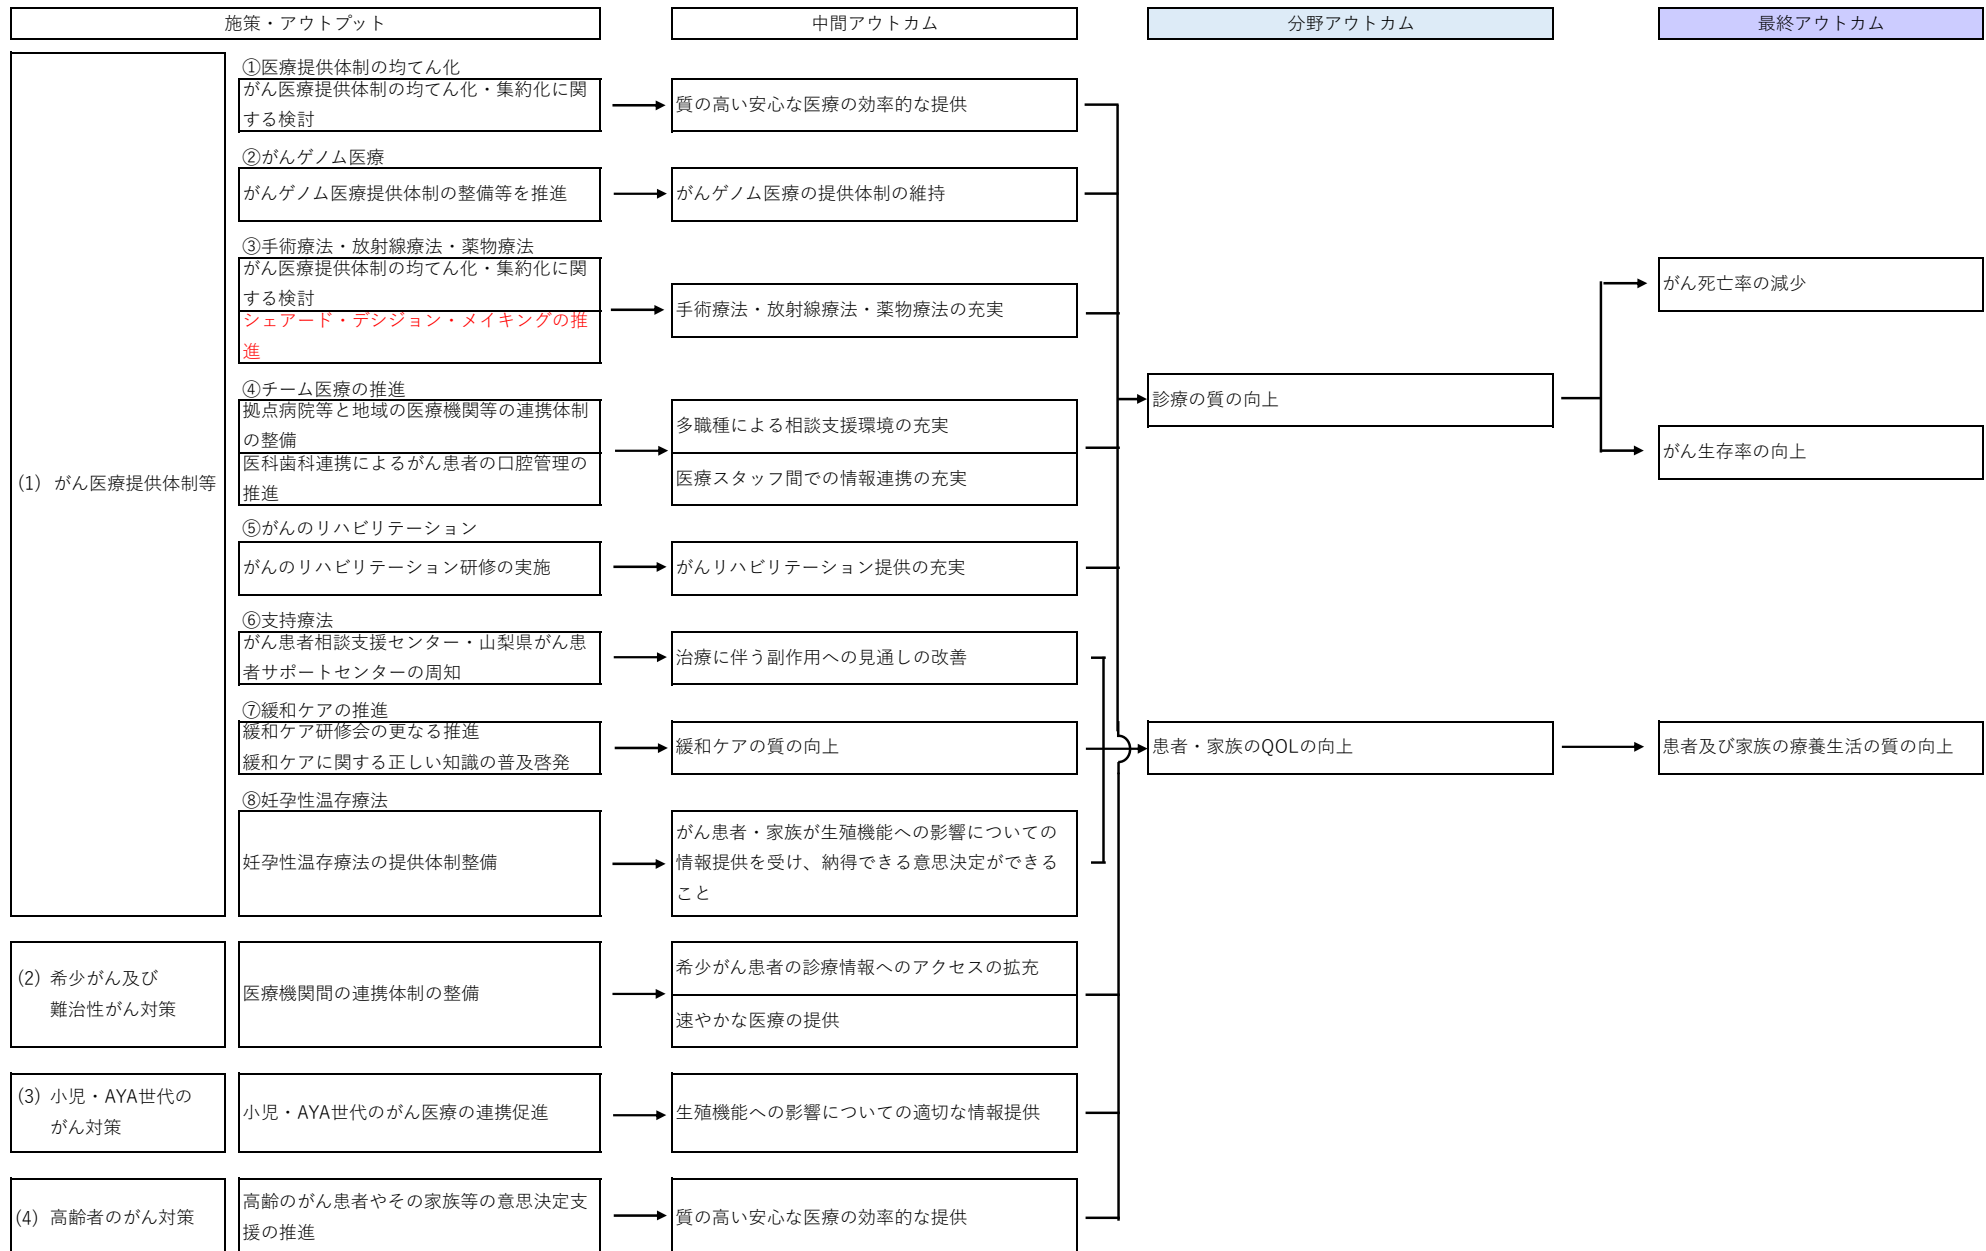 施策・アウトプット
中間アウトカム
分野アウトカム
最終アウトカム
(1) がん医療提供体制等
①医療提供体制の均てん化
がん医療提供体制の均てん化・集約化に関
する検討
質の高い安心な医療の効率的な提供
②がんゲノム医療
がんゲノム医療提供体制の整備等を推進
がんゲノム医療の提供体制の維持
③手術療法・放射線療法・薬物療法
がん医療提供体制の均てん化・集約化に関
する検討
シェアード・デシジョン・メイキングの推
進
手術療法・放射線療法・薬物療法の充実
④チーム医療の推進
拠点病院等と地域の医療機関等の連携体制
の整備
医科歯科連携によるがん患者の口腔管理の
推進
多職種による相談支援環境の充実
医療スタッフ間での情報連携の充実
⑤がんのリハビリテーション
がんのリハビリテーション研修の実施
がんリハビリテーション提供の充実
⑥支持療法
がん患者相談支援センター・山梨県がん患
者サポートセンターの周知
治療に伴う副作用への見通しの改善
⑦緩和ケアの推進
緩和ケア研修会の更なる推進
緩和ケアに関する正しい知識の普及啓発
緩和ケアの質の向上
⑧妊孕性温存療法
妊孕性温存療法の提供体制整備
がん患者・家族が生殖機能への影響についての
情報提供を受け、納得できる意思決定ができる
こと
(2) 希少がん及び
難治性がん対策
医療機関間の連携体制の整備
希少がん患者の診療情報へのアクセスの拡充
速やかな医療の提供
(3) 小児・AYA世代の
がん対策
小児・AYA世代のがん医療の連携促進
生殖機能への影響についての適切な情報提供
(4) 高齢者のがん対策
高齢のがん患者やその家族等の意思決定支
援の推進
質の高い安心な医療の効率的な提供
診療の質の向上
患者・家族のQOLの向上
がん死亡率の減少
がん生存率の向上
患者及び家族の療養生活の質の向上